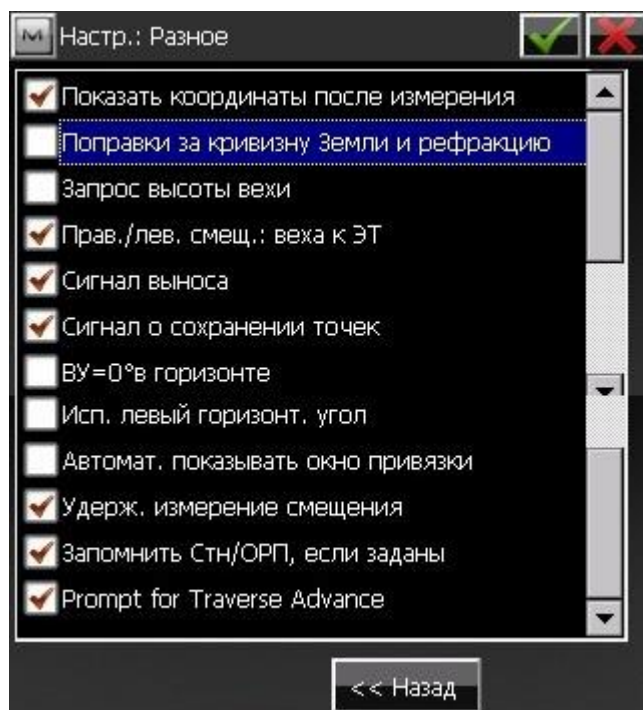 Настр.: Разное
Показать координаты после измерения
Поправки за кривизну Земли и рефракцию
Запрос высоты вехи
Прав./лев. смещ.: веха к ЭТ
Сигнал выноса
Сигнал о сохранении точек
ВУ=0°в горизонте
Исп. левый горизонт. угол
Автомат. показывать окно привязки
Удерж. измерение смещения
Запомнить Стн/ОРП, если заданы
Prompt for Traverse Advance
<< Назад